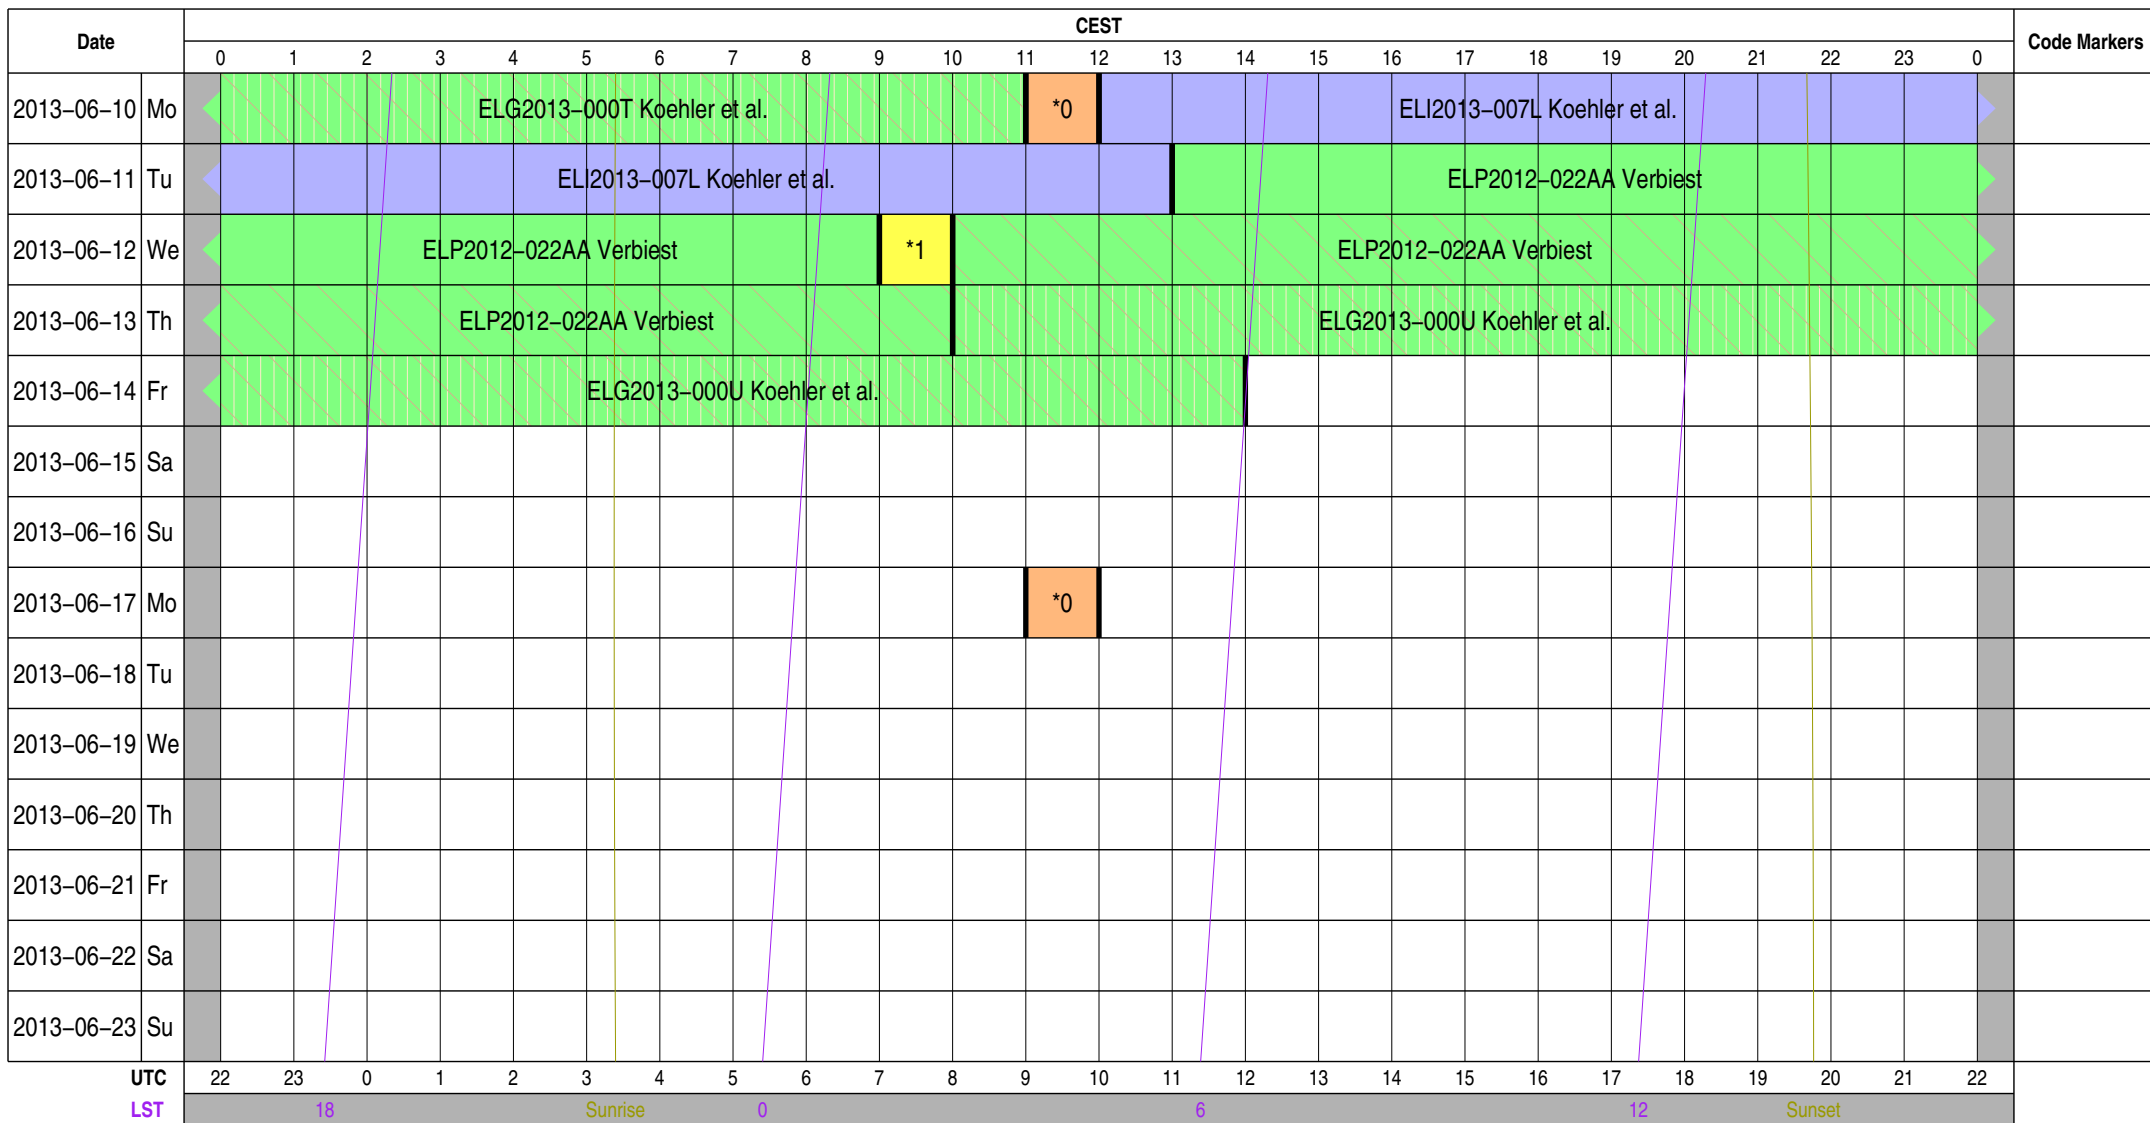 Date CEST Code Markers
0 1 2 3 4 5 6 7 8 9 10 11 12 13 14 15 16 17 18 19 20 21 22 23 0
2013−06−10 Mo ELG2013−000T Koehler et al. *0 ELI2013−007L Koehler et al.
2013−06−11 Tu ELI2013−007L Koehler et al. ELP2012−022AA Verbiest
2013−06−12 We ELP2012−022AA Verbiest *1 ELP2012−022AA Verbiest
2013−06−13 Th ELP2012−022AA Verbiest ELG2013−000U Koehler et al.
2013−06−14 Fr ELG2013−000U Koehler et al.
2013−06−15 Sa
2013−06−16 Su
2013−06−17 Mo *0
2013−06−18 Tu
2013−06−19 We
2013−06−20 Th
2013−06−21 Fr
2013−06−22 Sa
2013−06−23 Su
UTC 22 23 0 1 2 3 4 5 6 7 8 9 10 11 12 13 14 15 16 17 18 19 20 21 22
LST 18 Sunrise 0 6 12 Sunset